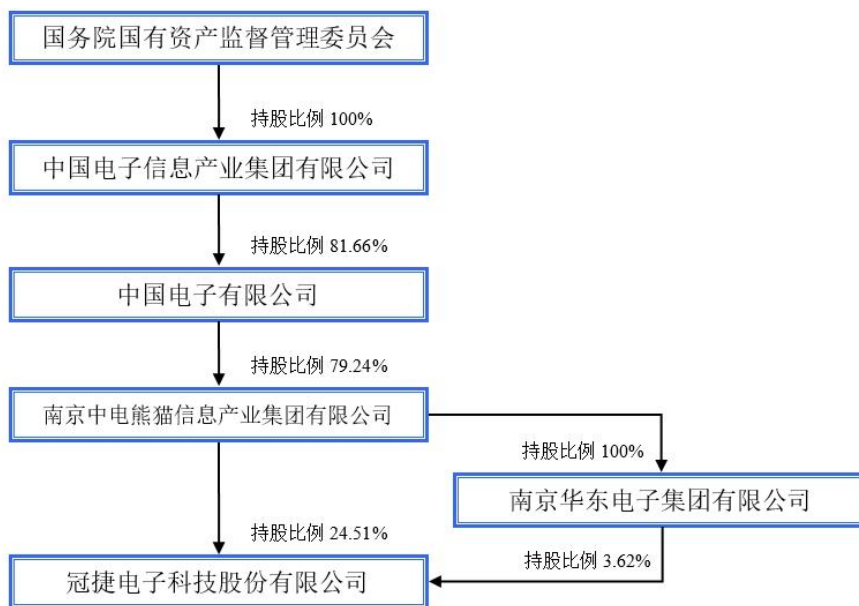 国务院国有资产监督管理委员会
持股比例 100%
中国电子信息产业集团有限公司
持股比例 81.66%
中国电子有限公司
持股比例 79.24%
南京中电熊猫信息产业集团有限公司
持股比例 100%
南京华东电子集团有限公司
持股比例 24.51%
持股比例 3.62%
冠捷电子科技股份有限公司